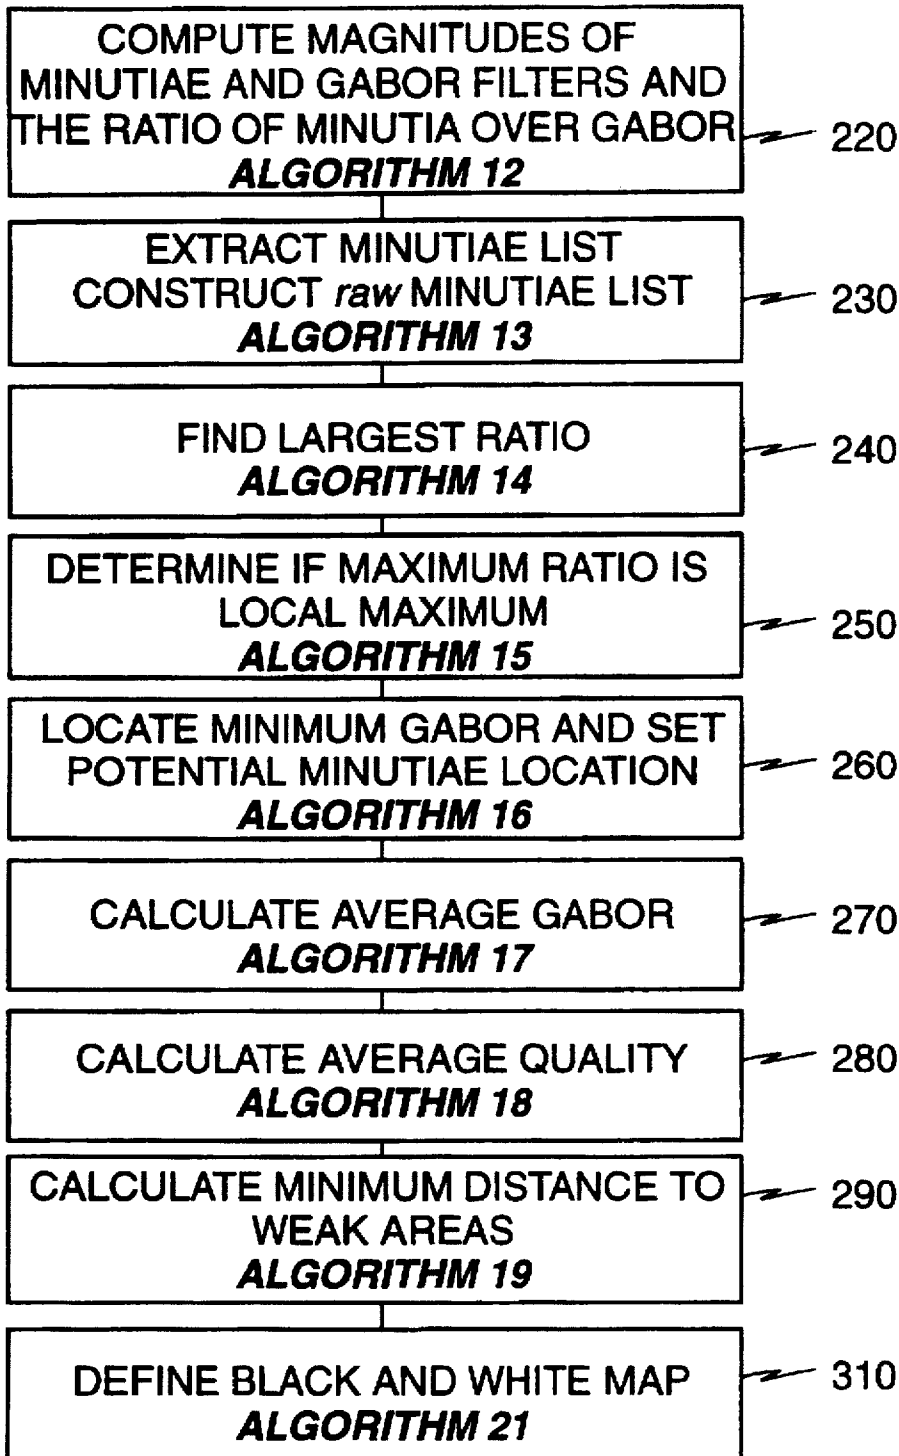 COMPUTE MAGNITUDES OF
MINUTIAE AND GABOR FILTERS AND
THE RATIO OF MINUTIA OVER GABOR
ALGORITHM 12
220
EXTRACT MINUTIAE LIST
CONSTRUCT raw MINUTIAE LIST
ALGORITHM 13
230
FIND LARGEST RATIO
ALGORITHM 14
240
DETERMINE IF MAXIMUM RATIO IS
LOCAL MAXIMUM
ALGORITHM 15
250
LOCATE MINIMUM GABOR AND SET
POTENTIAL MINUTIAE LOCATION
ALGORITHM 16
260
CALCULATE AVERAGE GABOR
ALGORITHM 17
270
CALCULATE AVERAGE QUALITY
ALGORITHM 18
280
CALCULATE MINIMUM DISTANCE TO
WEAK AREAS
ALGORITHM 19
290
DEFINE BLACK AND WHITE MAP
ALGORITHM 21
310